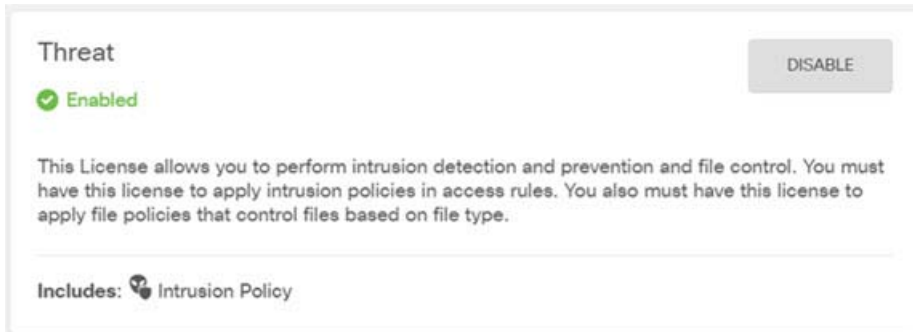 Threat
DISABLE
Enabled
This License allows you to perform intrusion detection and prevention and file control. You must
have this license to apply intrusion policies in access rules. You also must have this license to
apply file policies that control files based on file type.
Includes: Intrusion Policy